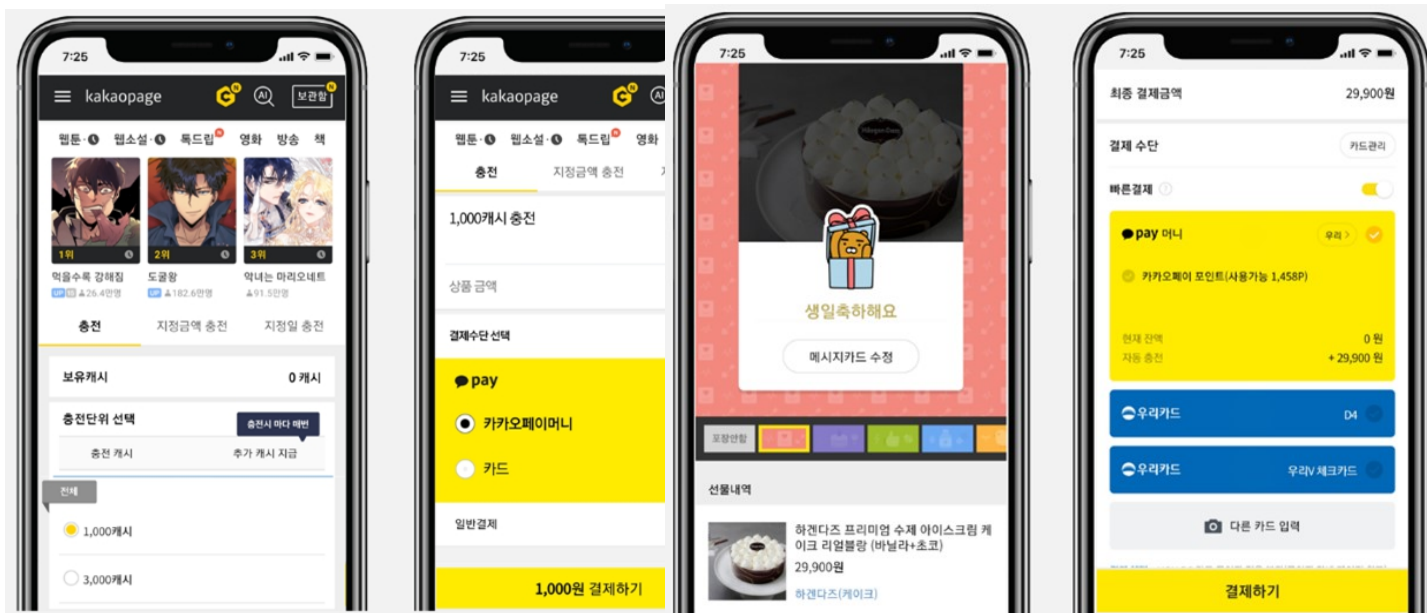 7:25
kakaopage
보관함
웹툰
웹소설
톡드립
영화
방송
책
1위
2위
3위
먹을수록 강해짐
도굴왕
악녀는 마리오네트
UP
26.4만명
UP
182.6만명
91.5만명
충전
지정금액 충전
지정일 충전
보유캐시
0 캐시
충전단위 선택
충전시 마다 매번
충전 캐시
추가 캐시 지급
전체
1,000캐시
3,000캐시
7:25
kakaopage
웹툰
웹소설
톡드립
영화
충전
지정금액 충전
1,000캐시 충전
상품 금액
결제수단 선택
pay
카카오페이머니
카드
일반결제
1,000원 결제하기
7:25
Häagen-Dazs
생일축하해요
메시지카드 수정
포장안함
선물내역
하겐다즈 프리미엄 수제 아이스크림 케
이크 리얼블랑 (바닐라+초코)
29,900원
하겐다즈(케이크)
7:25
최종 결제금액
29,900원
결제 수단
카드관리
빠른결제
pay 머니
우리 >
카카오페이 포인트(사용가능 1,458P)
현재 잔액
0 원
자동 충전
+ 29,900 원
우리카드
D4
우리카드
우리V 체크카드
다른 카드 입력
결제하기